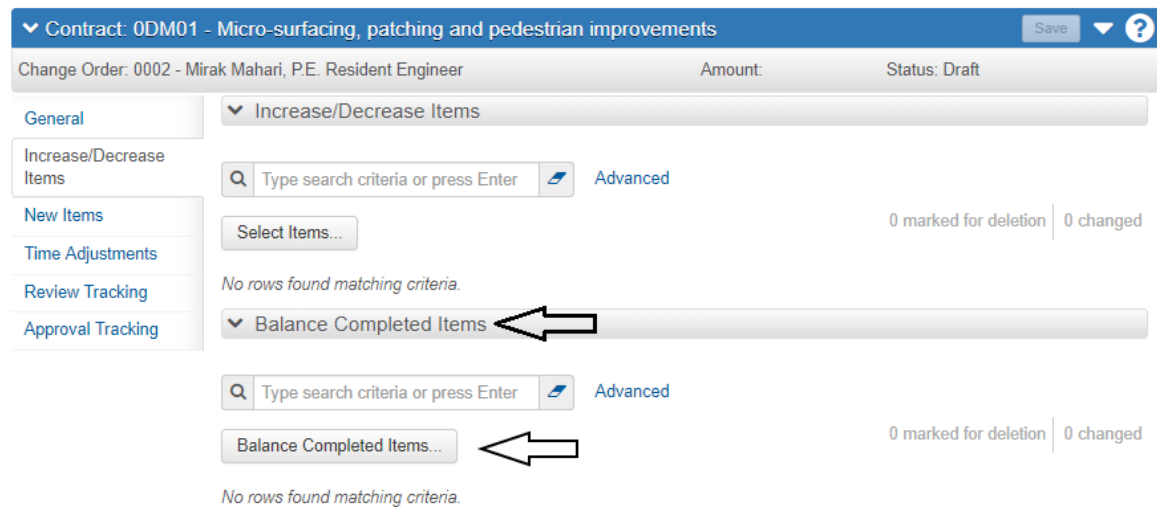 Contract: 0DM01 - Micro-surfacing, patching and pedestrian improvements
Save
?
Change Order: 0002 - Mirak Mahari, P.E. Resident Engineer
Amount:
Status: Draft
General
Increase/Decrease
Items
New Items
Time Adjustments
Review Tracking
Approval Tracking
Increase/Decrease Items
Type search criteria or press Enter
Advanced
Select Items...
0 marked for deletion
0 changed
No rows found matching criteria.
Balance Completed Items
Type search criteria or press Enter
Advanced
Balance Completed Items...
0 marked for deletion
0 changed
No rows found matching criteria.